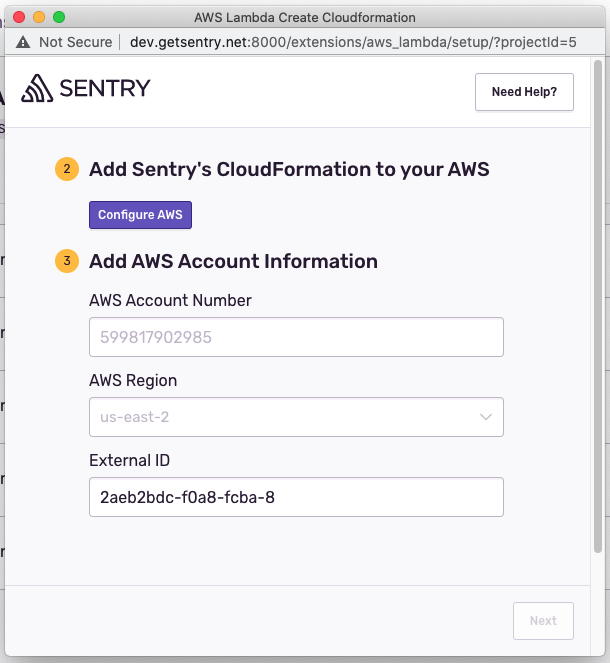 AWS Lambda Create Cloudformation
Not Secure | dev.getsentry.net:8000/extensions/aws_lambda/setup/?projectId=5
SENTRY
Need Help?
2 Add Sentry's CloudFormation to your AWS
Configure AWS
3 Add AWS Account Information
AWS Account Number
599817902985
AWS Region
us-east-2
External ID
2aeb2bdc-f0a8-fcba-8
Next